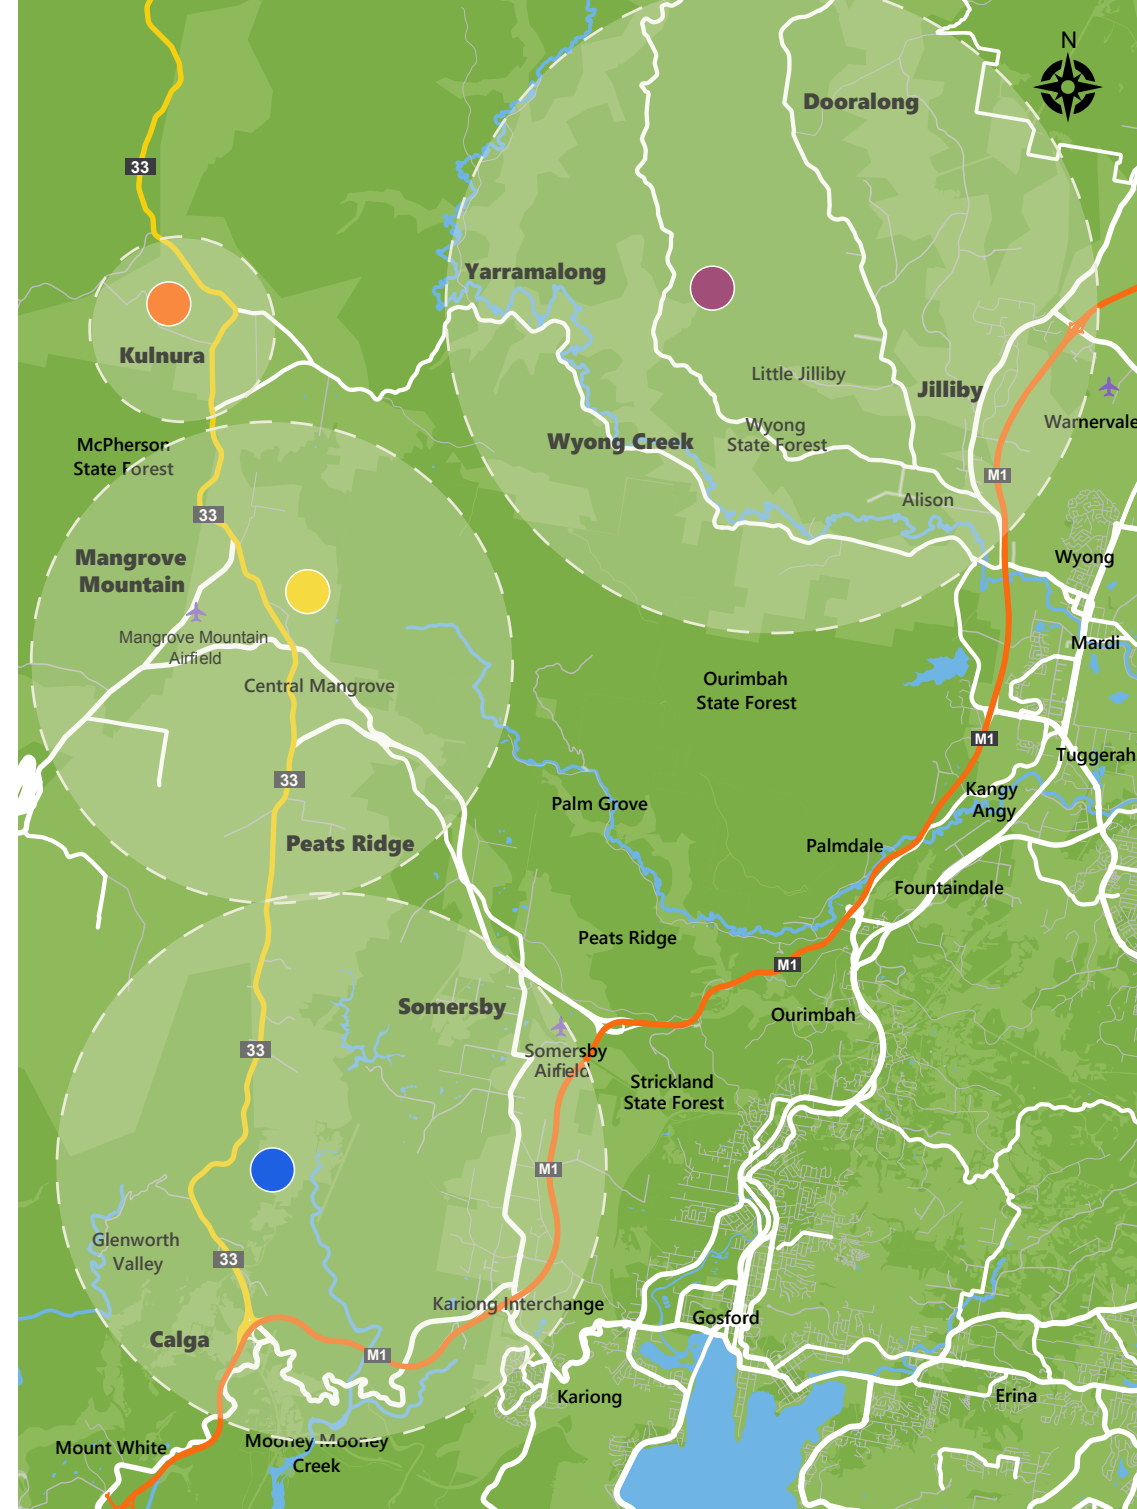 N
Dooralong
33
Yarramalong
Kulnura
Little Jilliby
Jilliby
Warnervale
Wyong
State Forest
Wyong Creek
McPherson
State Forest
M1
Alison
33
Mangrove
Mountain
Wyong
Mangrove Mountain
Airfield
Mardi
Central Mangrove
Ourimbah
State Forest
M1
Tuggerah
33
Kangy
Angy
Palm Grove
Peats Ridge
Palmdale
Fountaindale
Peats Ridge
M1
Somersby
Ourimbah
33
Somersby
Airfield
Strickland
State Forest
M1
Glenworth
Valley
33
Kariong Interchange
Gosford
Calga
M1
Kariong
Erina
Mount White
Mooney Mooney
Creek